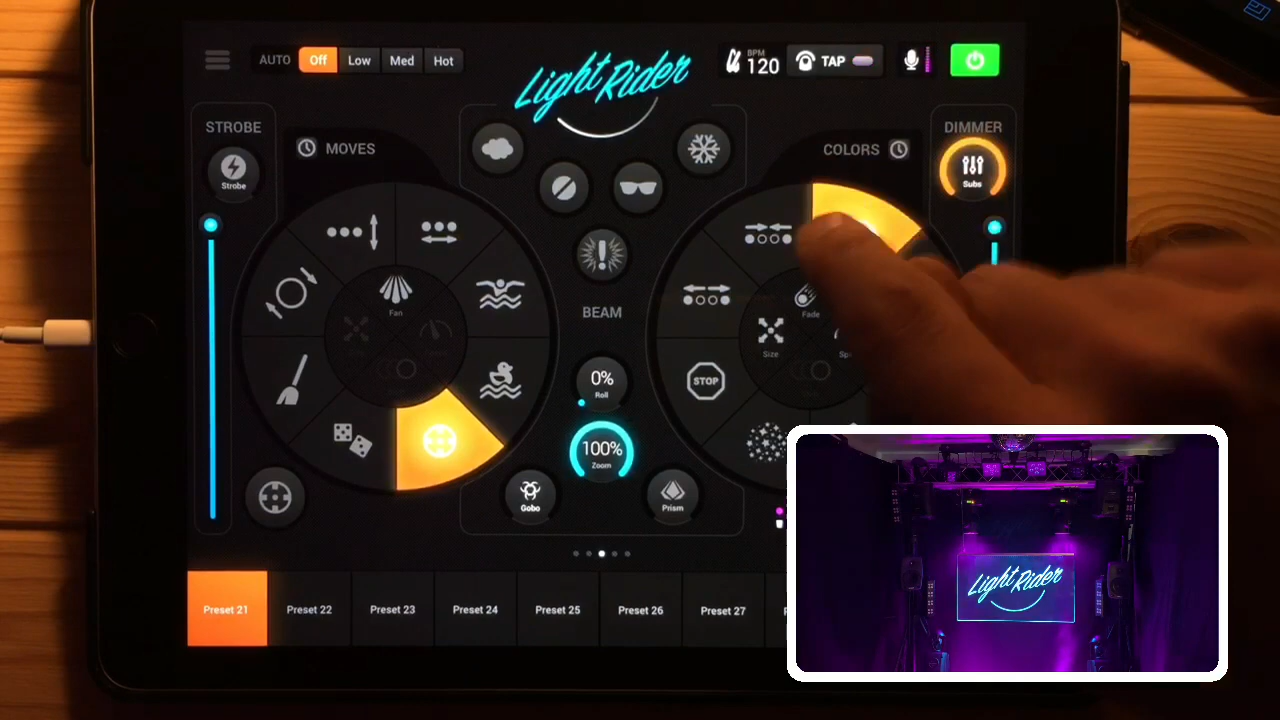 AUTO Off Low Med Hot
Light Rider
BPM
120
TAP
STROBE
Strobe
MOVES
COLORS
DIMMER
Subs
Fan
Fade
Size
BEAM
0%
Roll
STOP
100%
Zoom
Gobo
Prism
Preset 21 Preset 22 Preset 23 Preset 24 Preset 25 Preset 26 Preset 27
Light Rider